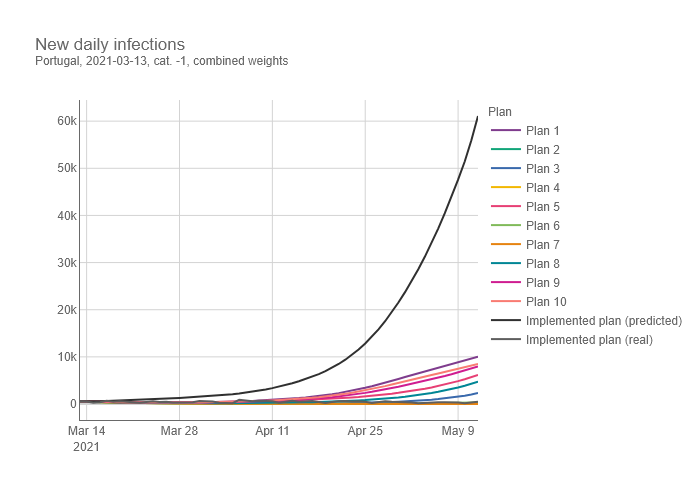 New daily infections
Portugal, 2021-03-13, cat. -1, combined weights
Plan
60k
50k
40k
30k
20k
10k
0
Mar 14
2021
Mar 28
Apr 11
Apr 25
May 9
Plan 1
Plan 2
Plan 3
Plan 4
Plan 5
Plan 6
Plan 7
Plan 8
Plan 9
Plan 10
Implemented plan (predicted)
Implemented plan (real)